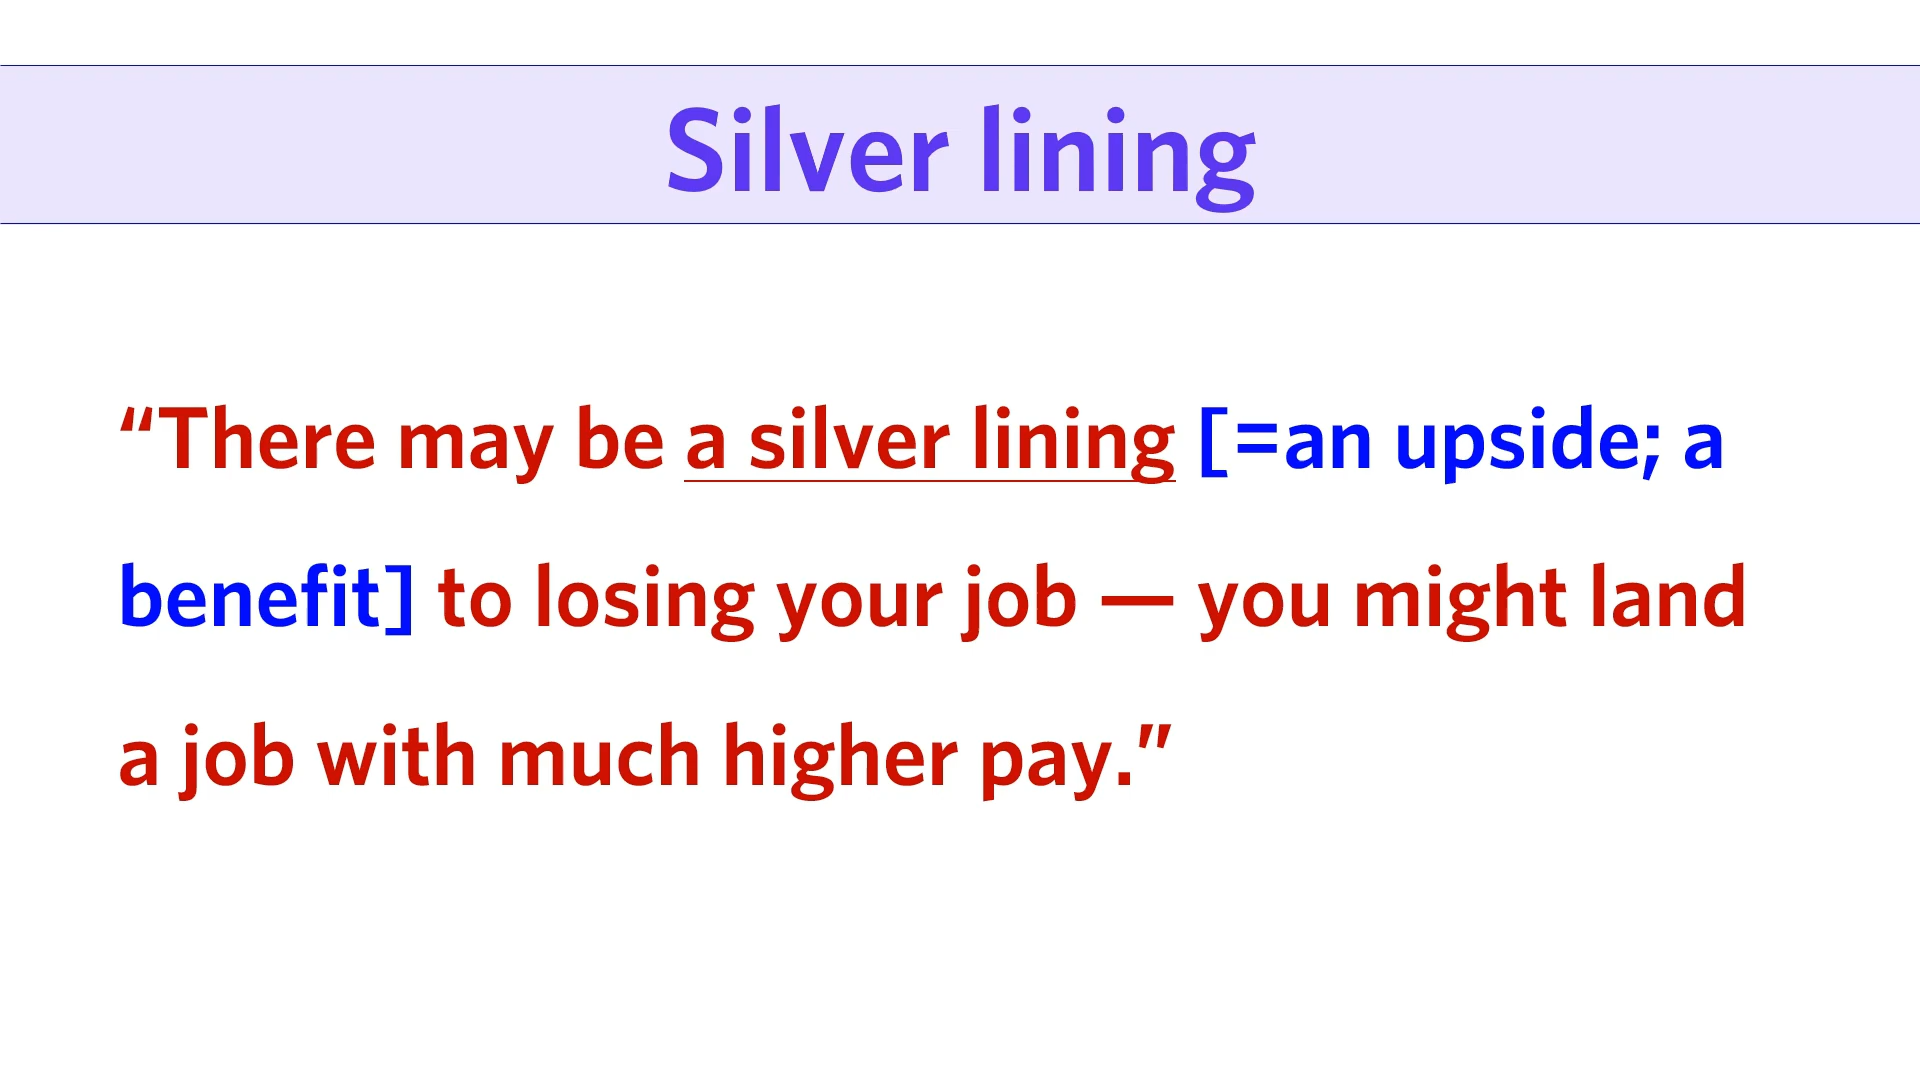 Silver lining
“There may be a silver lining [=an upside; a
benefit] to losing your job — you might land
a job with much higher pay.”